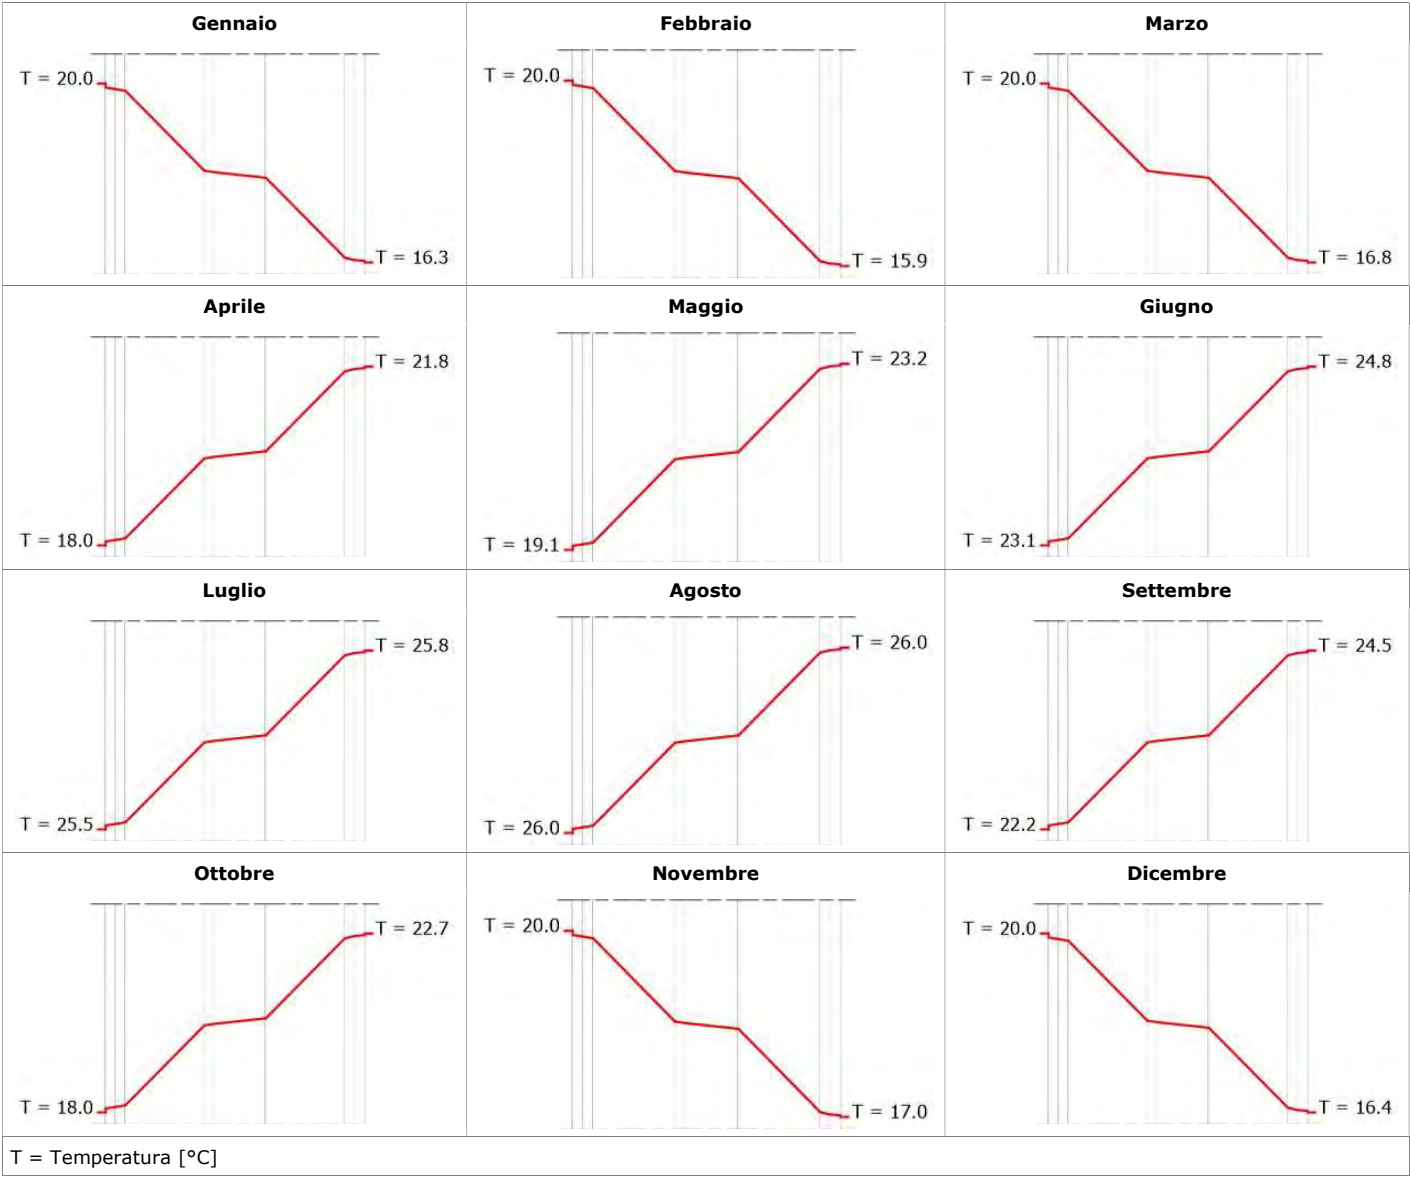 Gennaio
Febbraio
Marzo
T = 20.0
T = 16.3
T = 20.0
T = 15.9
T = 20.0
T = 16.8
Aprile
Maggio
Giugno
T = 21.8
T = 18.0
T = 23.2
T = 19.1
T = 24.8
T = 23.1
Luglio
Agosto
Settembre
T = 25.8
T = 25.5
T = 26.0
T = 26.0
T = 24.5
T = 22.2
Ottobre
Novembre
Dicembre
T = 22.7
T = 18.0
T = 20.0
T = 17.0
T = 20.0
T = 16.4
T = Temperatura [°C]